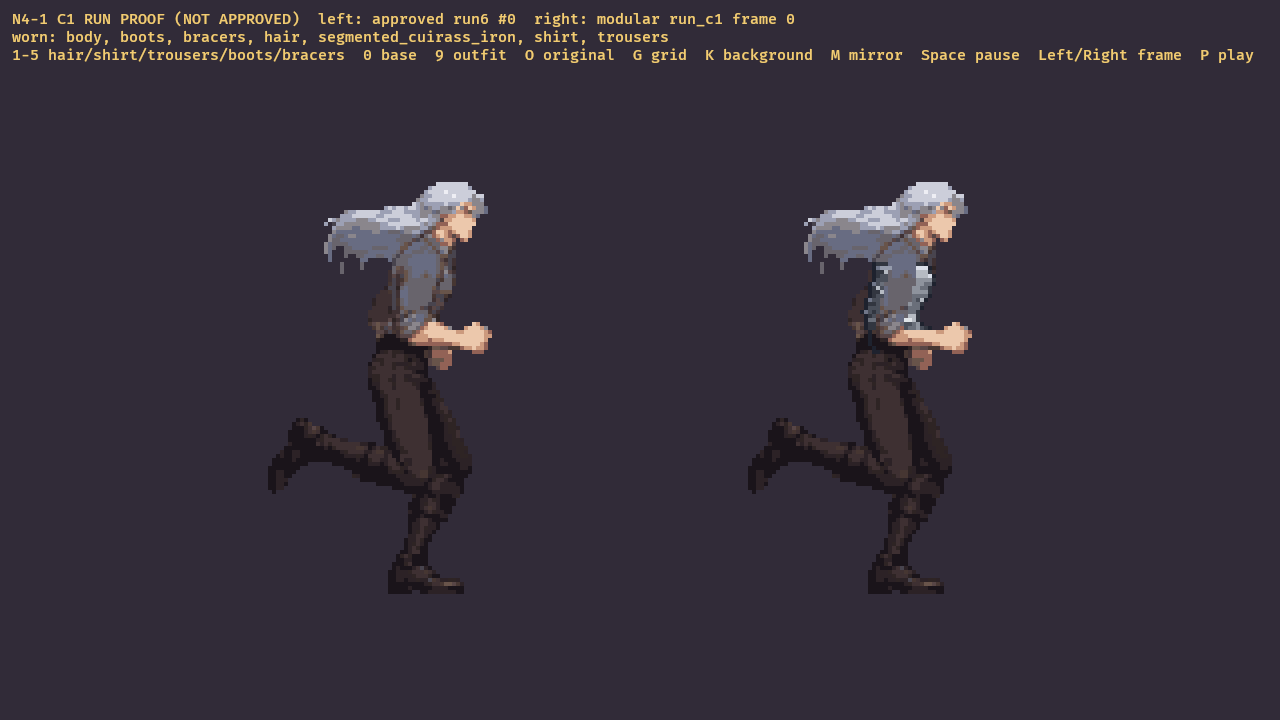 N4-1 C1 RUN PROOF (NOT APPROVED)  left: approved run6 #0  right: modular run_c1 frame 0
worn: body, boots, bracers, hair, segmented_cuirass_iron, shirt, trousers
1-5 hair/shirt/trousers/boots/bracers  0 base  9 outfit  O original  G grid  K background  M mirror  Space pause  Left/Right frame  P play